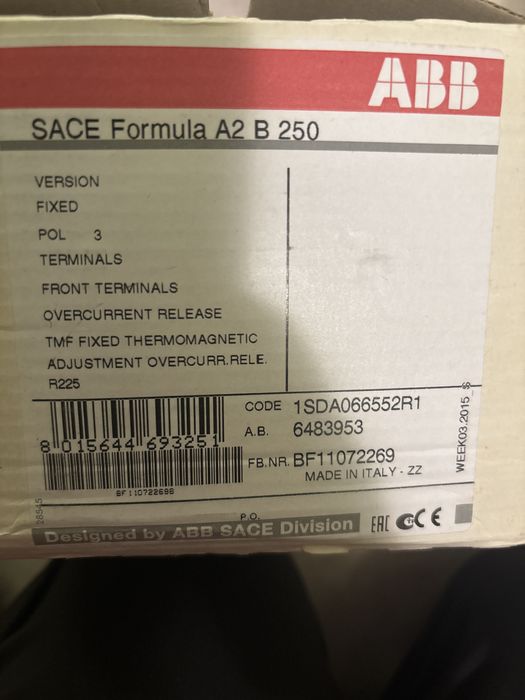 ABB
SACE Formula A2 B 250
VERSION
FIXED
POL 3
TERMINALS
FRONT TERMINALS
OVERCURRENT RELEASE
TMF FIXED THERMOMAGNETIC
ADJUSTMENT OVERCURR.RELE.
R225
CODE 1SDA066552R1
A.B. 6483953
FB.NR. BF11072269
MADE IN ITALY - ZZ
8 015644 693251
WEEK03.2015
P.O.
Designed by ABB SACE Division
EAC CE